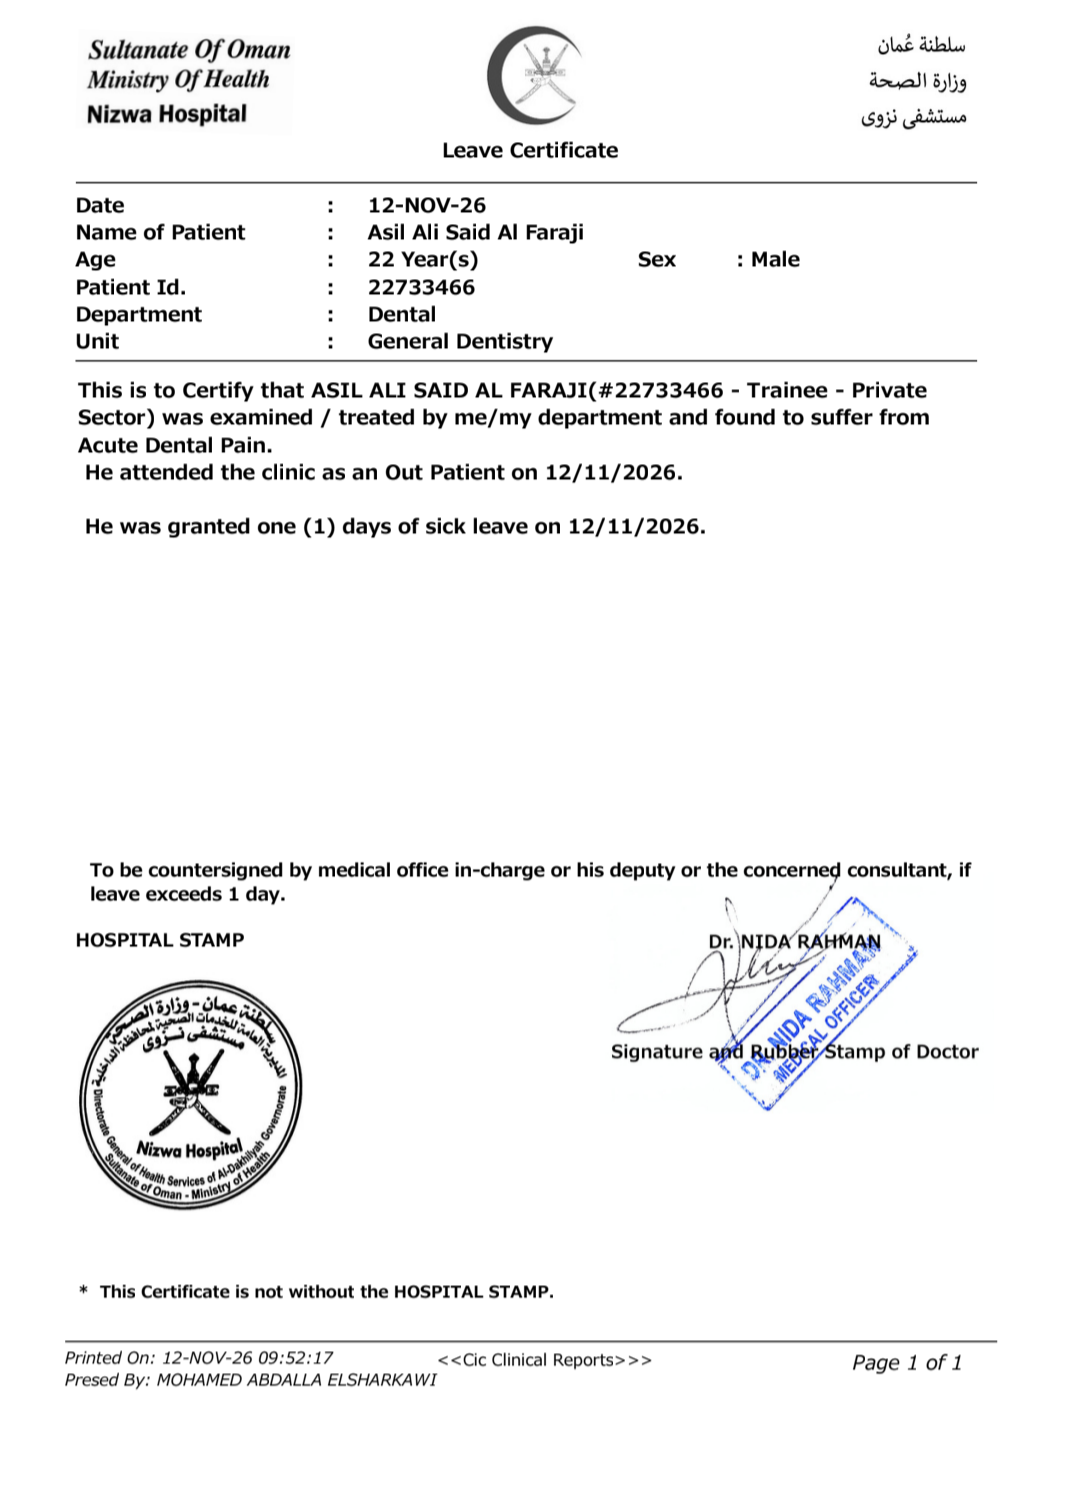 Sultanate Of Oman
Ministry Of Health
Nizwa Hospital
سلطنة عُمان
وزارة الصحة
مستشفى نزوى
Leave Certificate
Date : 12-NOV-26
Name of Patient : Asil Ali Said Al Faraji
Age : 22 Year(s) Sex : Male
Patient Id. : 22733466
Department : Dental
Unit : General Dentistry
This is to Certify that ASIL ALI SAID AL FARAJI(#22733466 - Trainee - Private
Sector) was examined / treated by me/my department and found to suffer from
Acute Dental Pain.
He attended the clinic as an Out Patient on 12/11/2026.
He was granted one (1) days of sick leave on 12/11/2026.
To be countersigned by medical office in-charge or his deputy or the concerned consultant, if
leave exceeds 1 day.
HOSPITAL STAMP
Dr. NIDA RAHMAN
DR. NIDA RAHMAN
MEDICAL OFFICER
Signature and Rubber Stamp of Doctor
سلطنة عمان - وزارة الصحة
المديرية العامة للخدمات الصحية لمحافظة الداخلية
مستشفى نزوى
Nizwa Hospital
Directorate General of Health Services of Al-Dakhiliyah Governorate
Sultanate of Oman - Ministry of Health
* This Certificate is not without the HOSPITAL STAMP.
Printed On: 12-NOV-26 09:52:17 <<Cic Clinical Reports>>> Page 1 of 1
Presed By: MOHAMED ABDALLA ELSHARKAWI